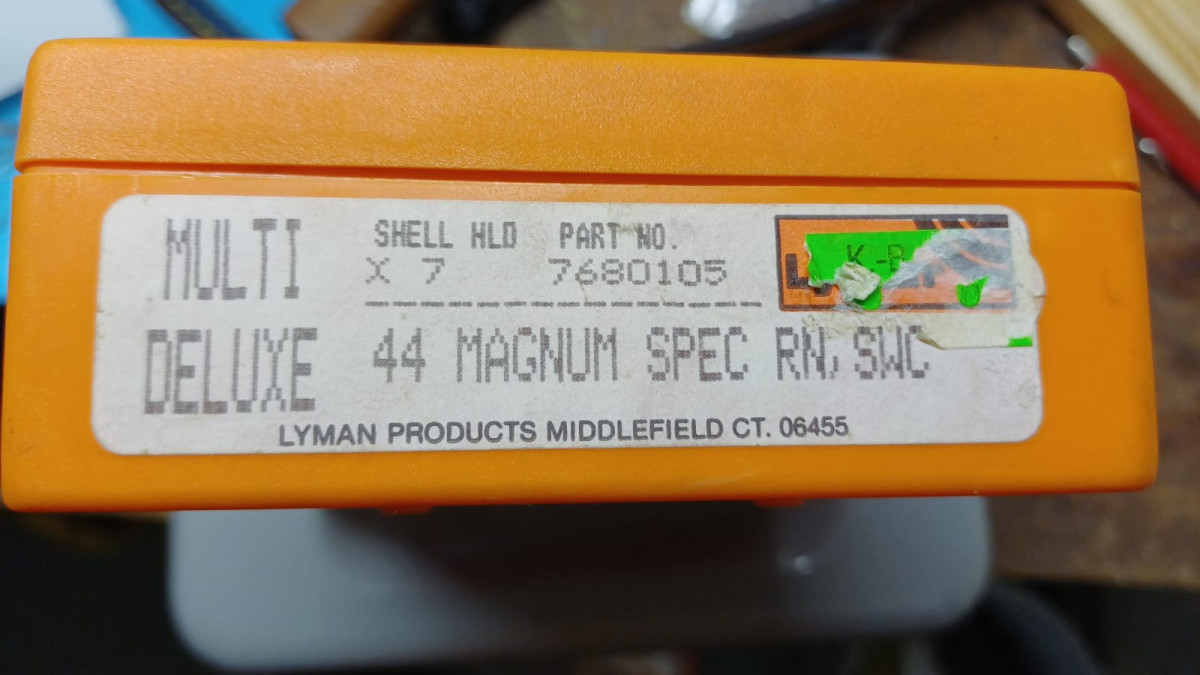 MULTI SHELL HLD PART NO.
X 7 7680105
DELUXE 44 MAGNUM SPEC RN, SWC
LYMAN PRODUCTS MIDDLEFIELD CT. 06455